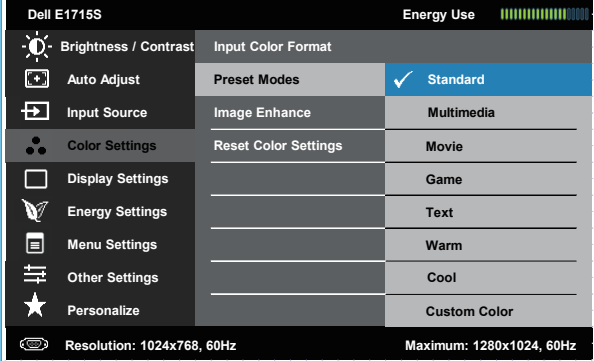 Dell E1715S Energy Use
Brightness / Contrast Input Color Format
Auto Adjust Preset Modes Standard
Input Source Image Enhance Multimedia
Color Settings Reset Color Settings Movie
Display Settings Game
Energy Settings Text
Menu Settings Warm
Other Settings Cool
Personalize Custom Color
Resolution: 1024x768, 60Hz Maximum: 1280x1024, 60Hz